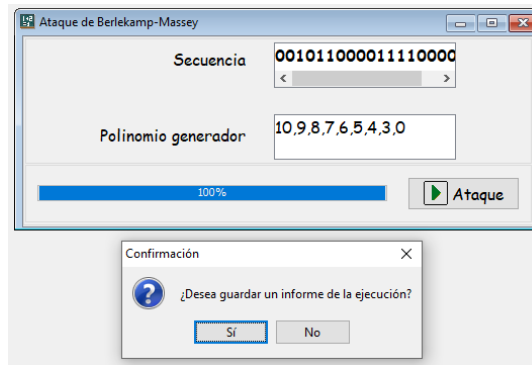 Ataque de Berlekamp-Massey
Secuencia
001011000011110000
Polinomio generador
10,9,8,7,6,5,4,3,0
100%
Ataque
Confirmación
¿Desea guardar un informe de la ejecución?
Sí
No